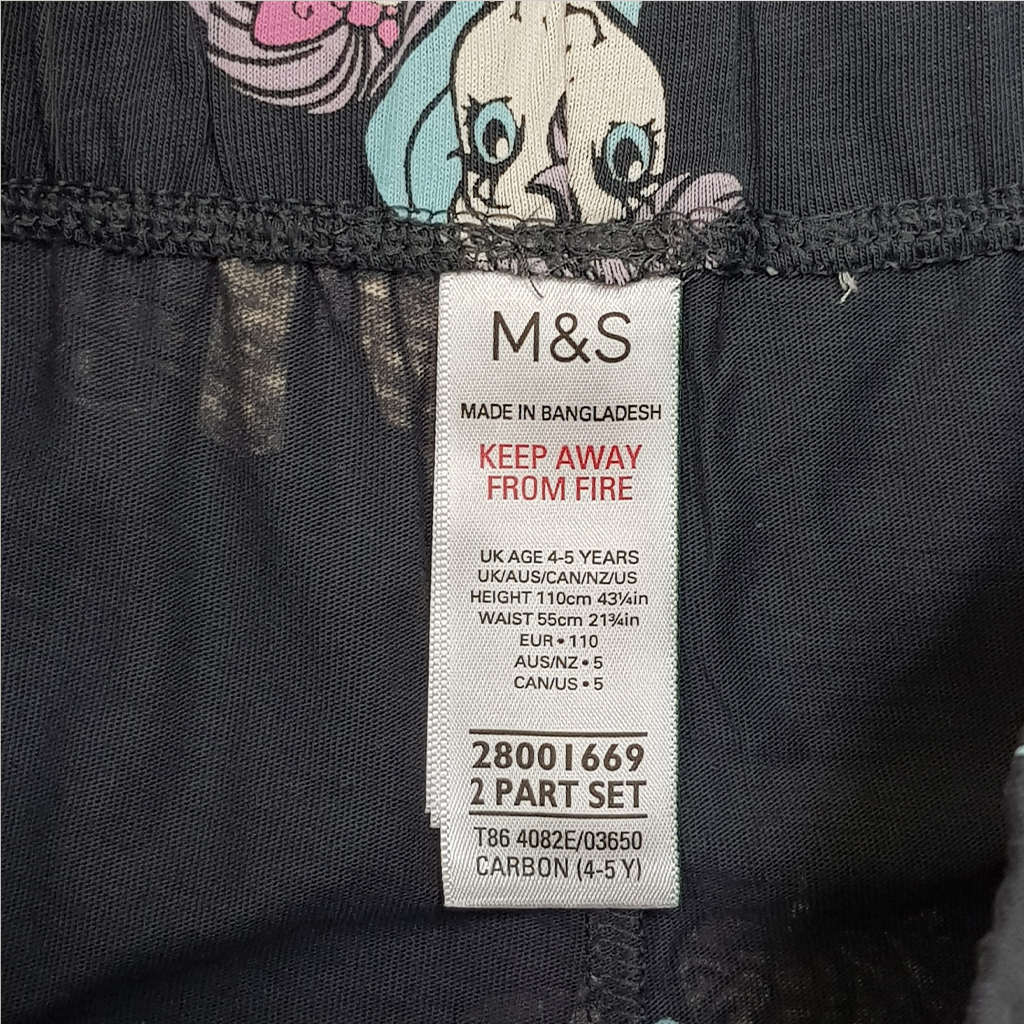 M&S
MADE IN BANGLADESH
KEEP AWAY
FROM FIRE
UK AGE 4-5 YEARS
UK/AUS/CAN/NZ/US
HEIGHT 110cm 43¼in
WAIST 55cm 21¾in
EUR • 110
AUS/NZ • 5
CAN/US • 5
28001669
2 PART SET
T86 4082E/03650
CARBON (4-5 Y)